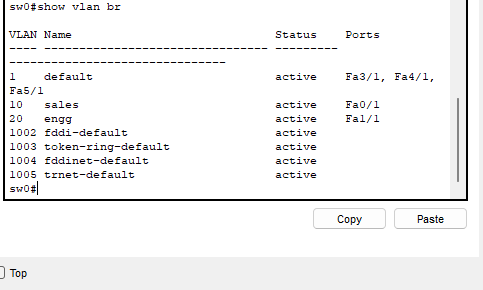 sw0#show vlan br
VLAN Name                             Status    Ports
---- -------------------------------- ---------
-------------------------------
1    default                          active    Fa3/1, Fa4/1,
Fa5/1
10   sales                            active    Fa0/1
20   engg                             active    Fa1/1
1002 fddi-default                     active
1003 token-ring-default               active
1004 fddinet-default                  active
1005 trnet-default                    active
sw0#
Copy Paste
Top